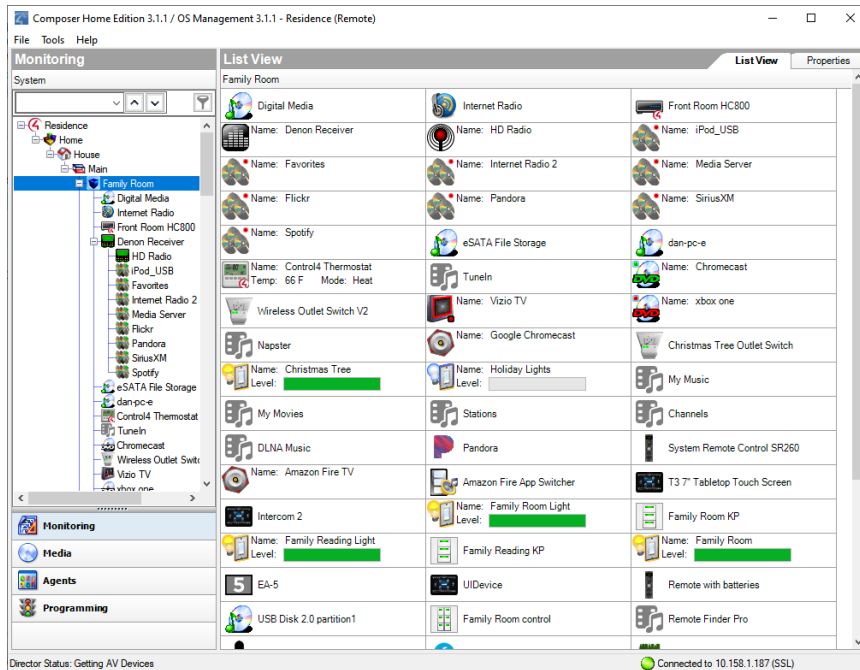 Composer Home Edition 3.1.1 / OS Management 3.1.1 - Residence (Remote)
File Tools Help
Monitoring
System
Residence
Home
House
Main
Family Room
Digital Media
Internet Radio
Front Room HC800
Denon Receiver
HD Radio
iPod_USB
Favorites
Internet Radio 2
Media Server
Flickr
Pandora
SiriusXM
Spotify
eSATA File Storage
dan-pc-e
Control4 Thermostat
TuneIn
Chromecast
Wireless Outlet Switc
Vizio TV
xbox one
Monitoring
Media
Agents
Programming
List View
List View Properties
Family Room
Digital Media Internet Radio Front Room HC800
Name: Denon Receiver Name: HD Radio Name: iPod_USB
Name: Favorites Name: Internet Radio 2 Name: Media Server
Name: Flickr Name: Pandora Name: SiriusXM
Name: Spotify eSATA File Storage dan-pc-e
Name: Control4 Thermostat TuneIn Name: Chromecast
Temp: 66 F Mode: Heat
Wireless Outlet Switch V2 Name: Vizio TV Name: xbox one
Napster Name: Google Chromecast Christmas Tree Outlet Switch
Name: Christmas Tree Name: Holiday Lights My Music
Level: Level:
My Movies Stations Channels
DLNA Music Pandora System Remote Control SR260
Name: Amazon Fire TV Amazon Fire App Switcher T3 7" Tabletop Touch Screen
Intercom 2 Name: Family Room Light Family Room KP
Level:
Name: Family Reading Light Family Reading KP Name: Family Room
Level: Level:
5 EA-5 UIDevice Remote with batteries
USB Disk 2.0 partition1 Family Room control Remote Finder Pro
Director Status: Getting AV Devices Connected to 10.158.1.187 (SSL)